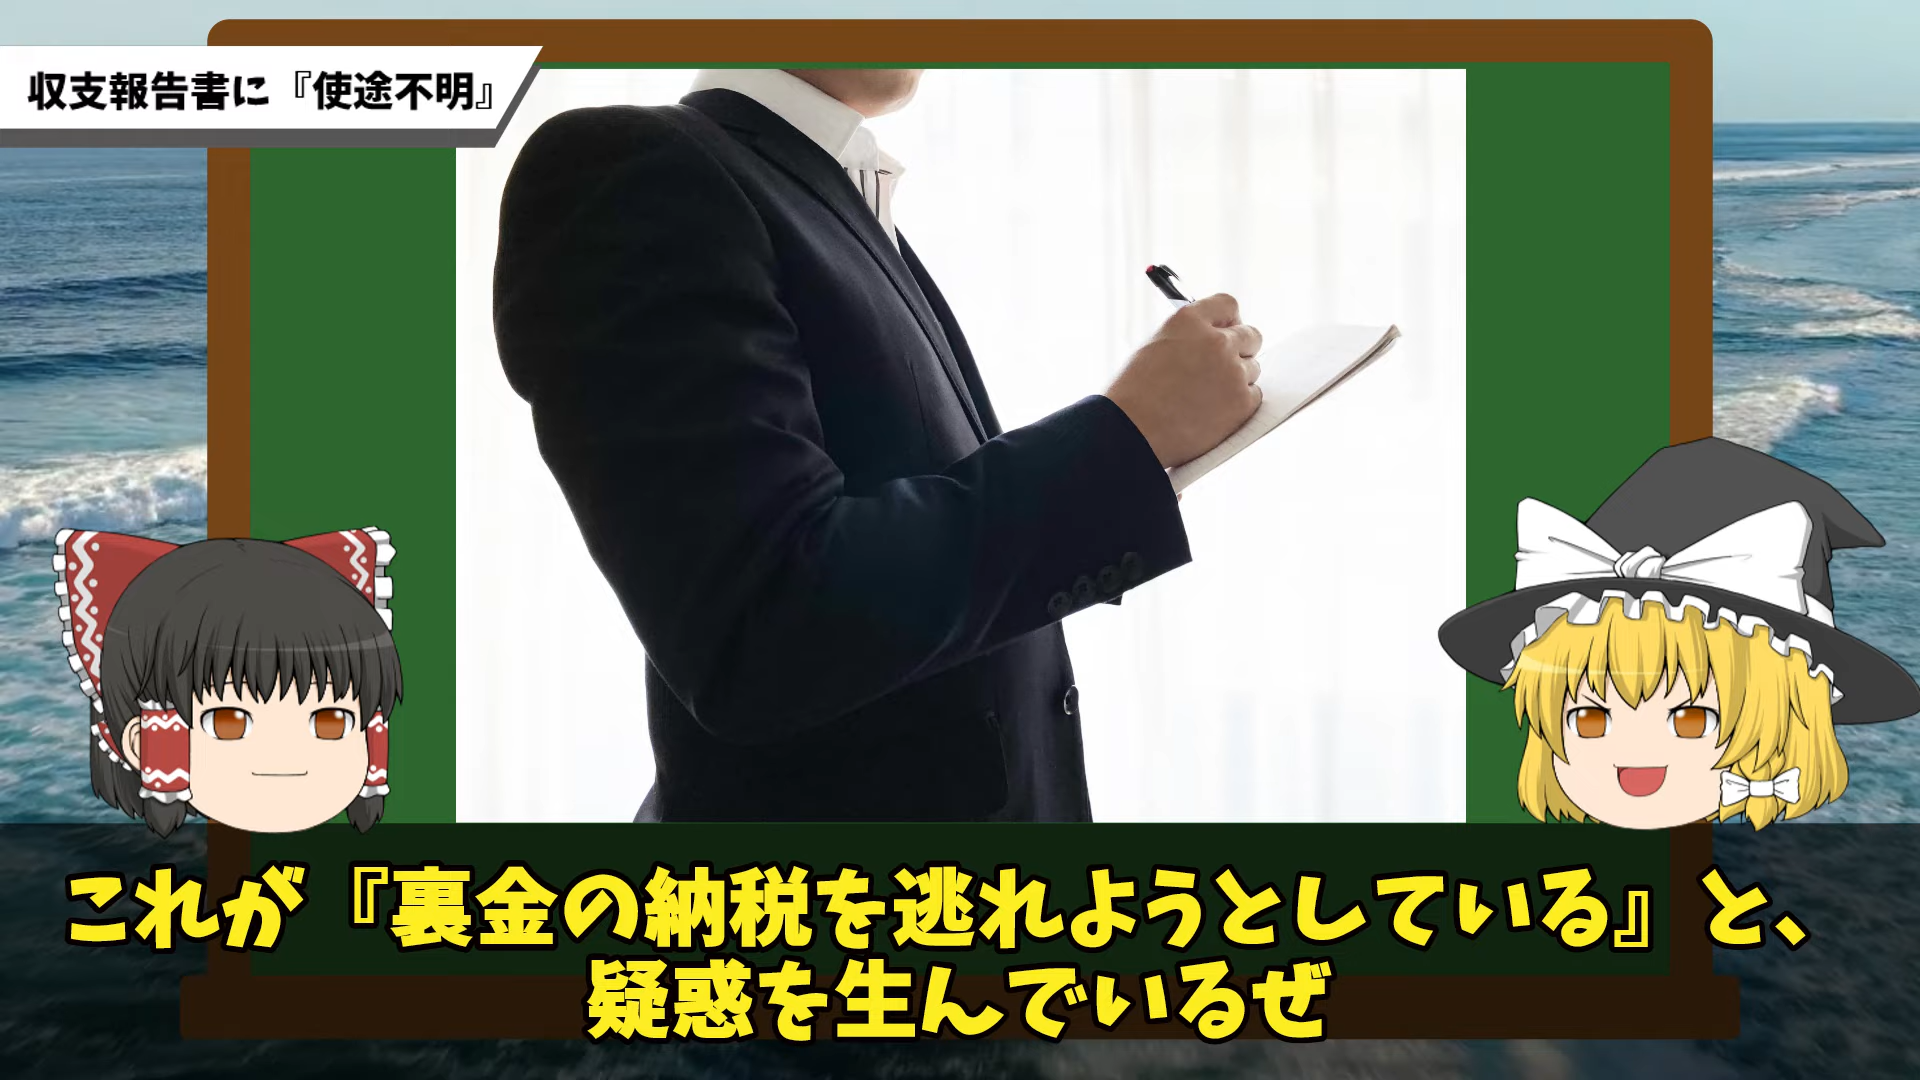 収支報告書に『使途不明』
これが『裏金の納税を逃れようとしている』と、
疑惑を生んでいるぜ